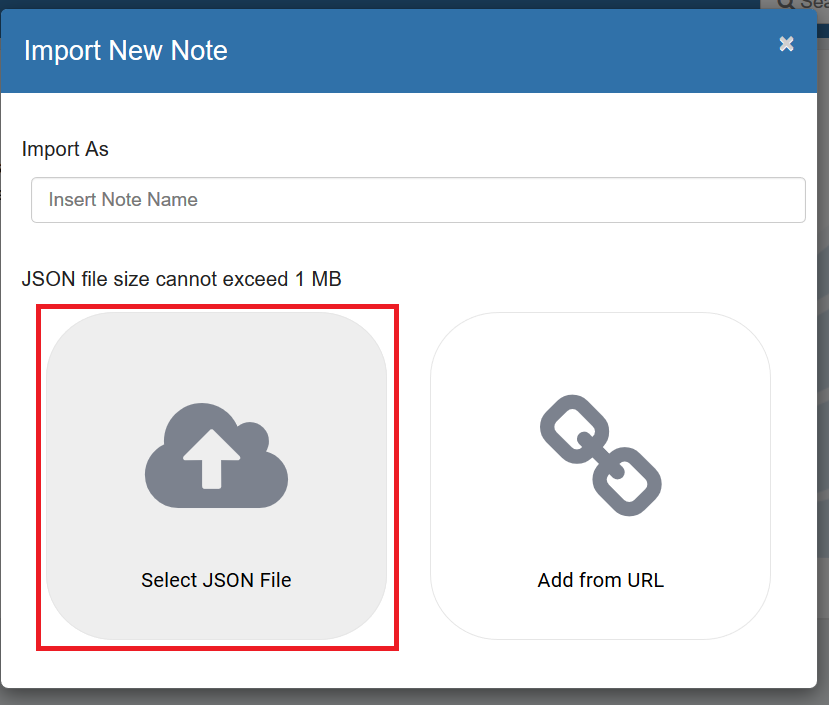 Import New Note
Import As
Insert Note Name
JSON file size cannot exceed 1 MB
Select JSON File
Add from URL